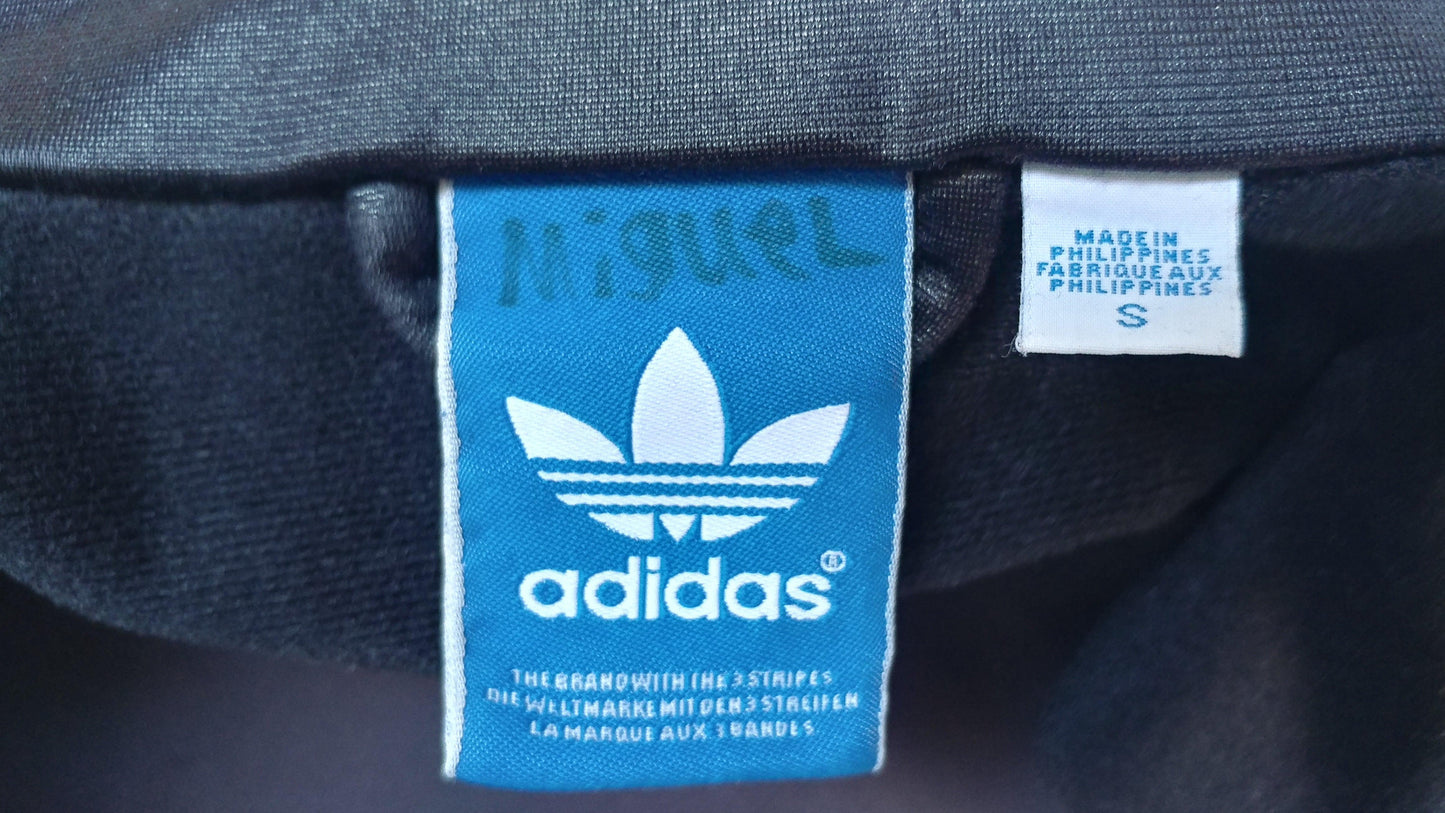 Miguel
adidas®
THE BRAND WITH THE 3 STRIPES
DIE WELTMARKE MIT DEN 3 STREIFEN
LA MARQUE AUX 3 BANDES
MADE IN
PHILIPPINES
FABRIQUE AUX
PHILIPPINES
S